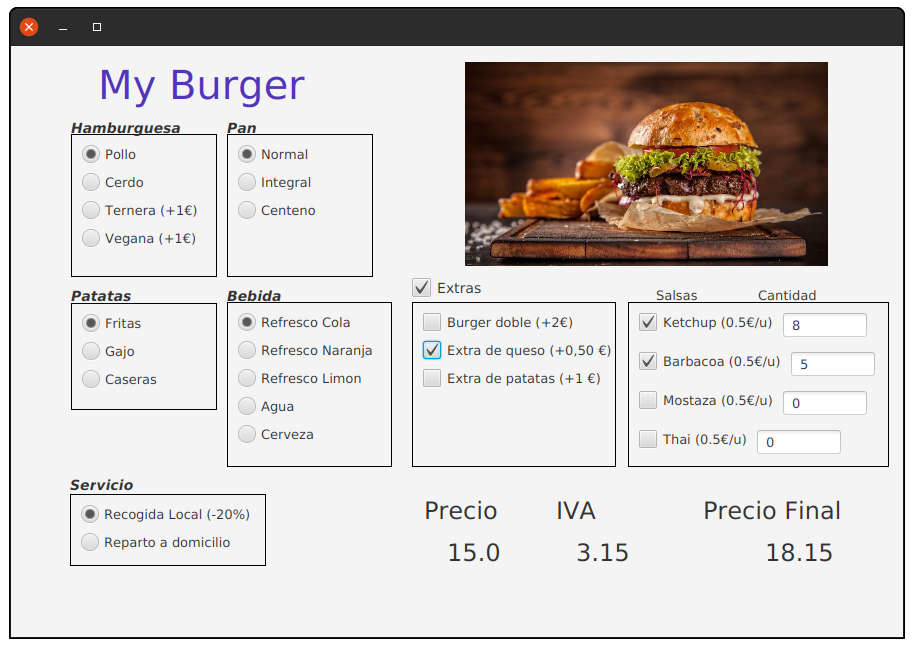 My Burger
Hamburguesa
Pollo
Cerdo
Ternera (+1€)
Vegana (+1€)
Pan
Normal
Integral
Centeno
Patatas
Fritas
Gajo
Caseras
Bebida
Refresco Cola
Refresco Naranja
Refresco Limon
Agua
Cerveza
Extras
Burger doble (+2€)
Extra de queso (+0,50 €)
Extra de patatas (+1 €)
Salsas Cantidad
Ketchup (0.5€/u) 8
Barbacoa (0.5€/u) 5
Mostaza (0.5€/u) 0
Thai (0.5€/u) 0
Servicio
Recogida Local (-20%)
Reparto a domicilio
Precio IVA Precio Final
15.0 3.15 18.15